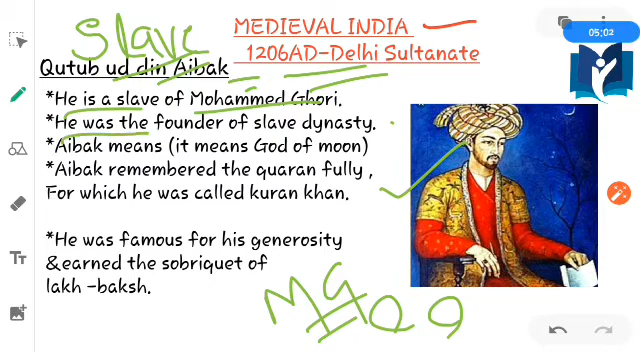 Slave
MEDIEVAL INDIA
1206AD-Delhi Sultanate
05:02
Qutub ud din Aibak
*He is a slave of Mohammed Ghori.
*He was the founder of slave dynasty.
*Aibak means (it means God of moon)
*Aibak remembered the quaran fully ,
For which he was called kuran khan.
*He was famous for his generosity
&earned the sobriquet of
lakh -baksh.
TT